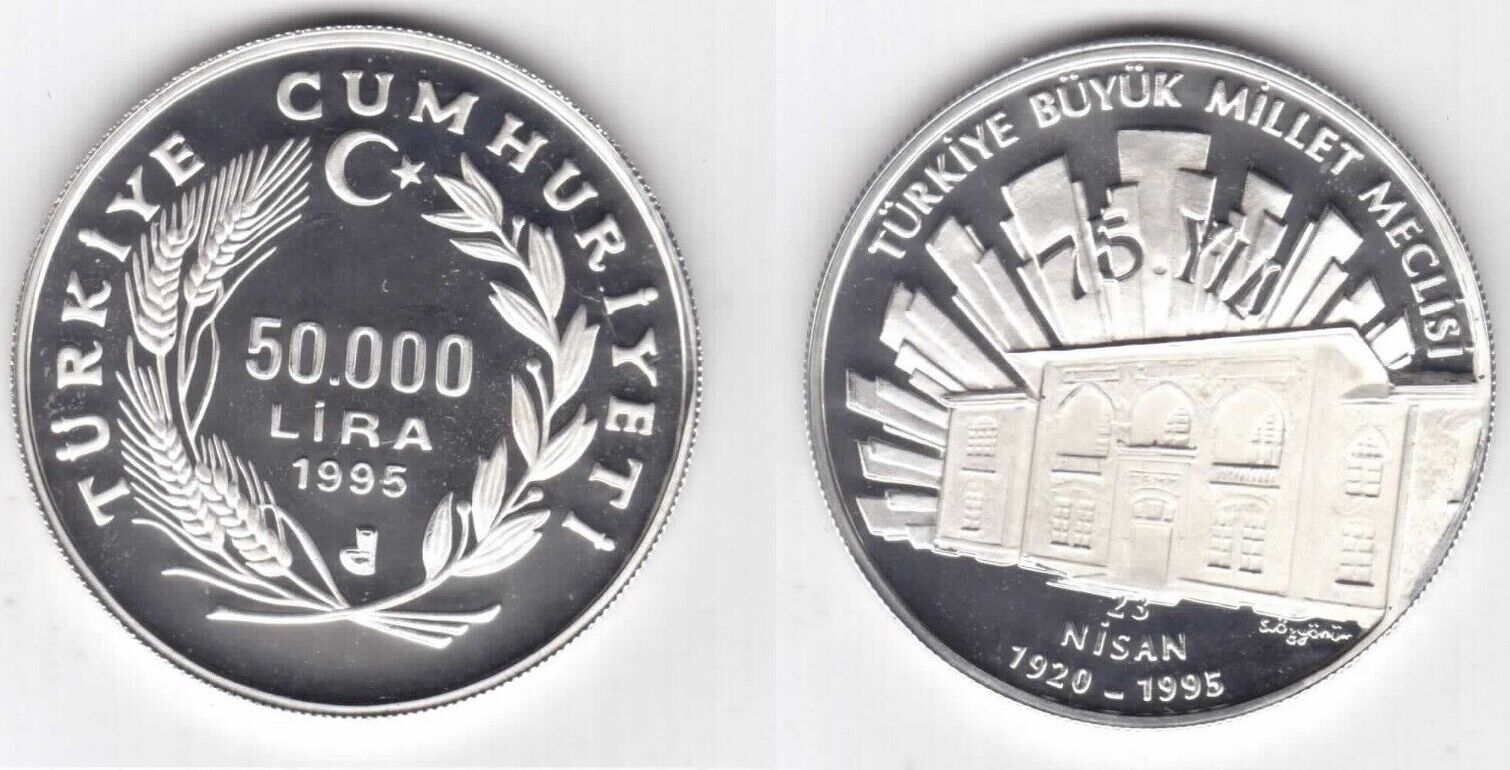 TÜRKİYE CUMHURİYETİ
50.000
LİRA
1995
TÜRKİYE BÜYÜK MİLLET MECLİSİ
75.YIL
23
NİSAN
1920 - 1995